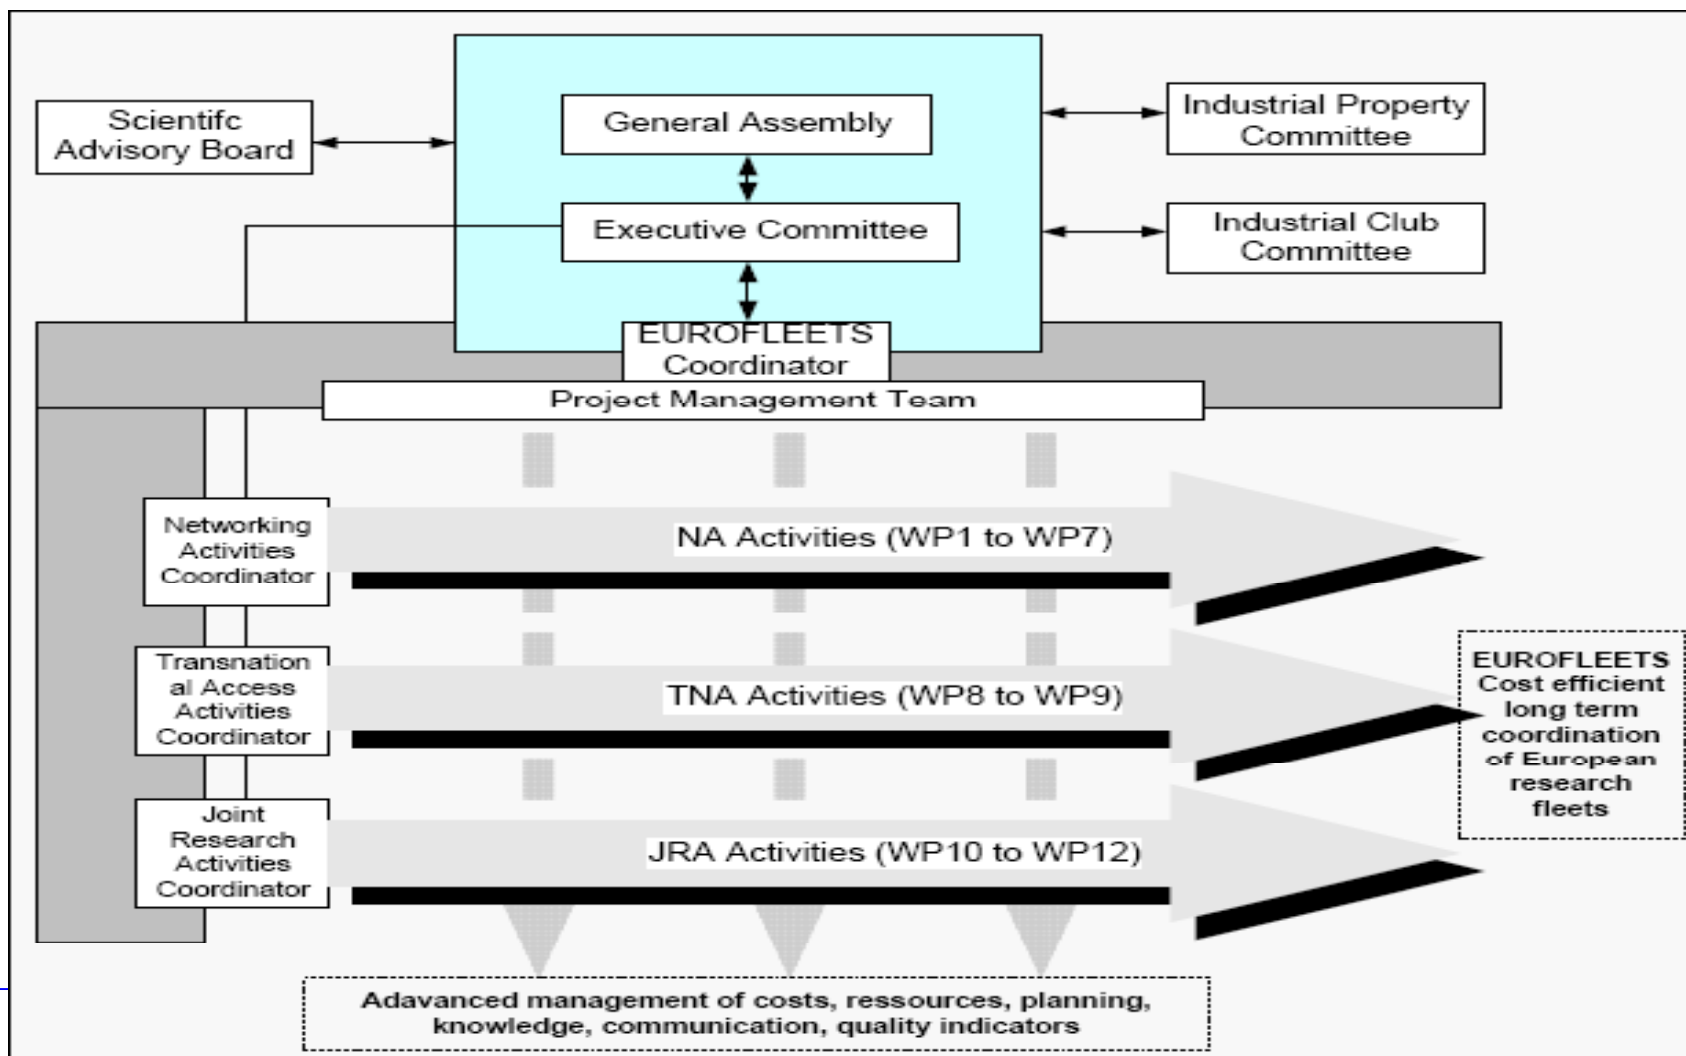 Scientifc
Advisory Board
General Assembly
Industrial Property
Committee
Executive Committee
Industrial Club
Committee
EUROFLEETS
Coordinator
Project Management Team
Networking
Activities
Coordinator
NA Activities (WP1 to WP7)
Transnation
al Access
Activities
Coordinator
TNA Activities (WP8 to WP9)
EUROFLEETS
Cost efficient
long term
coordination
of European
research
fleets
Joint
Research
Activities
Coordinator
JRA Activities (WP10 to WP12)
Adavanced management of costs, ressources, planning,
knowledge, communication, quality indicators